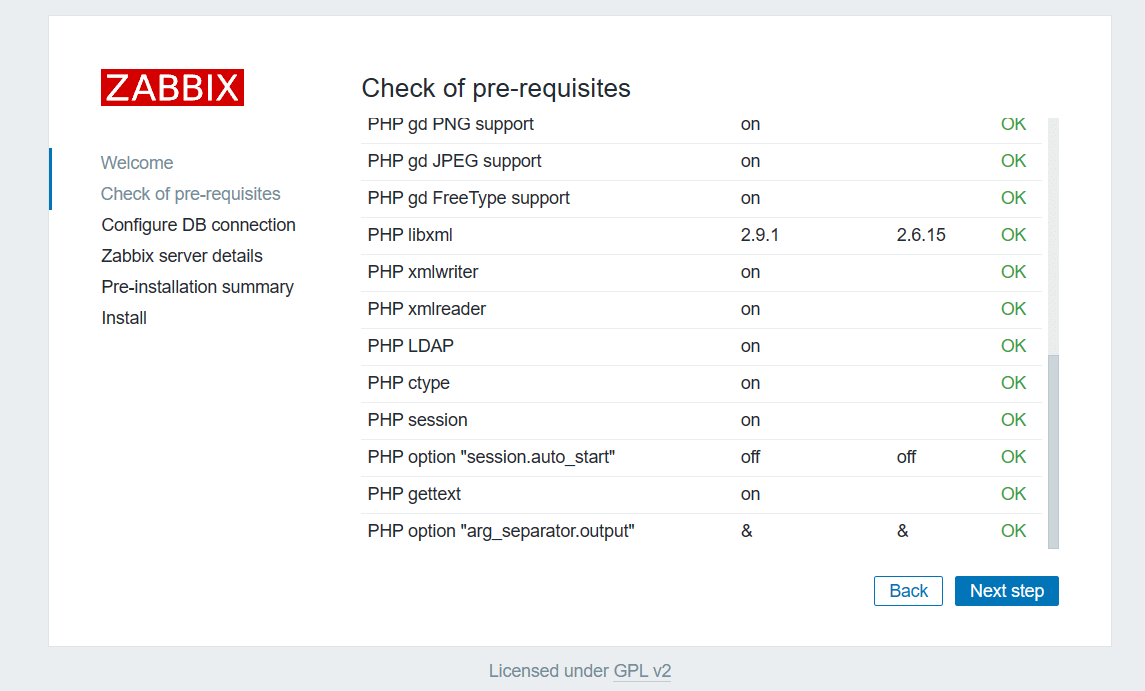 ZABBIX
Check of pre-requisites
Welcome
Check of pre-requisites
Configure DB connection
Zabbix server details
Pre-installation summary
Install
PHP gd PNG support on OK
PHP gd JPEG support on OK
PHP gd FreeType support on OK
PHP libxml 2.9.1 2.6.15 OK
PHP xmlwriter on OK
PHP xmlreader on OK
PHP LDAP on OK
PHP ctype on OK
PHP session on OK
PHP option "session.auto_start" off off OK
PHP gettext on OK
PHP option "arg_separator.output" & & OK
Back Next step
Licensed under GPL v2